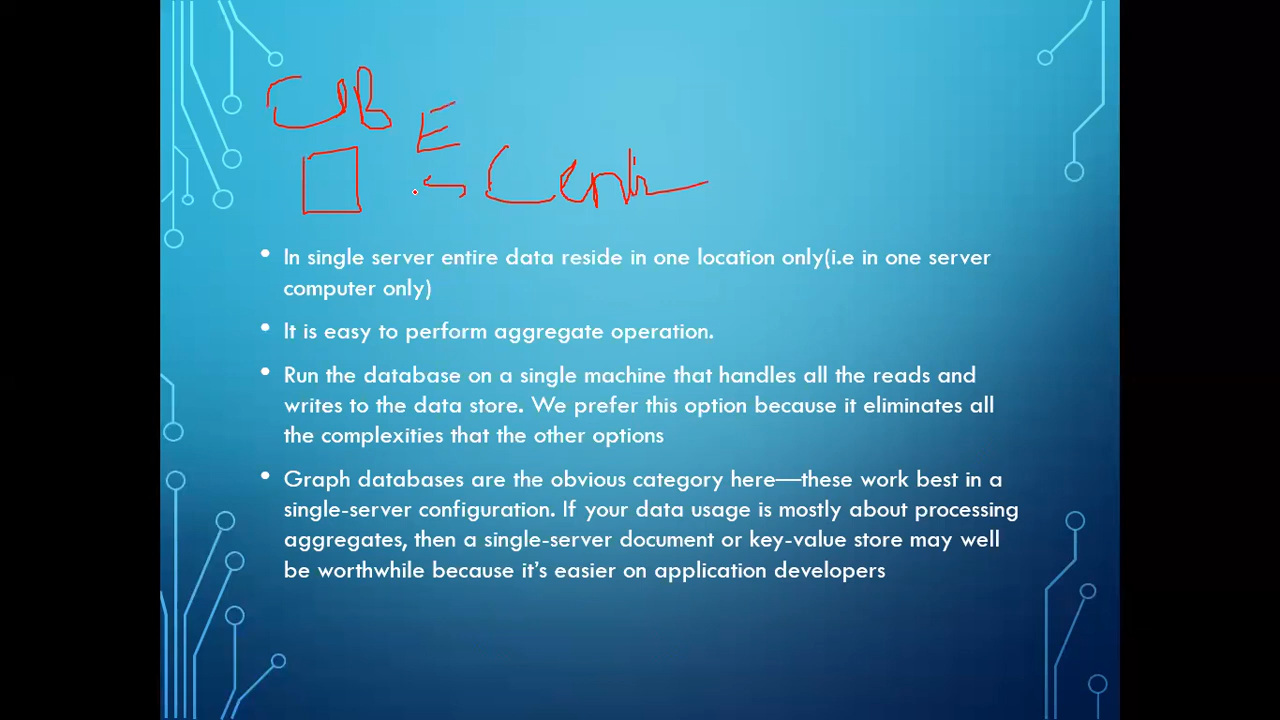 E
• In single server entire data reside in one location only(i.e in one server
computer only)
• It is easy to perform aggregate operation.
• Run the database on a single machine that handles all the reads and
writes to the data store. We prefer this option because it eliminates all
the complexities that the other options
• Graph databases are the obvious category here—these work best in a
single-server configuration. If your data usage is mostly about processing
aggregates, then a single-server document or key-value store may well
be worthwhile because it’s easier on application developers